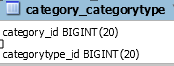 category_categorytype
category_id BIGINT(20)
categorytype_id BIGINT(20)